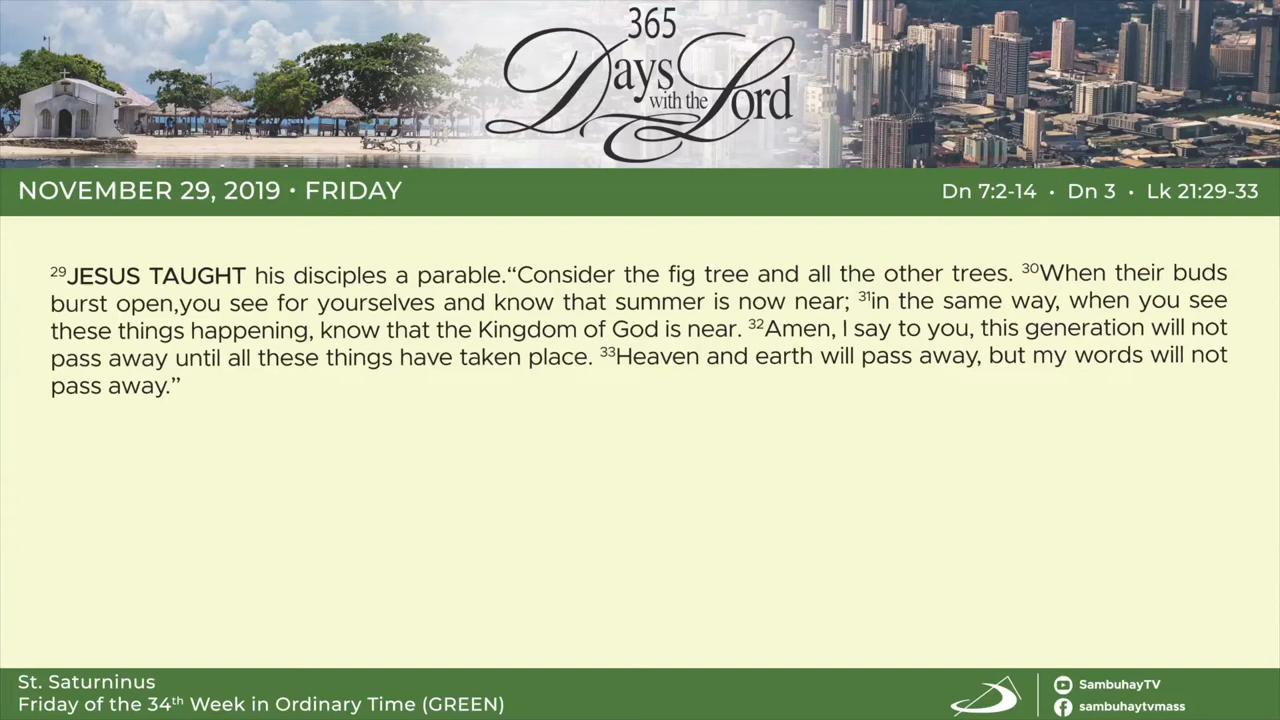 365
Days
with the
Lord
NOVEMBER 29, 2019 • FRIDAY
Dn 7:2-14 • Dn 3 • Lk 21:29-33
²⁹JESUS TAUGHT his disciples a parable.“Consider the fig tree and all the other trees. ³⁰When their buds
burst open,you see for yourselves and know that summer is now near; ³¹in the same way, when you see
these things happening, know that the Kingdom of God is near. ³²Amen, I say to you, this generation will not
pass away until all these things have taken place. ³³Heaven and earth will pass away, but my words will not
pass away.”
St. Saturninus
Friday of the 34ᵗʰ Week in Ordinary Time (GREEN)
SambuhayTV
sambuhaytvmass